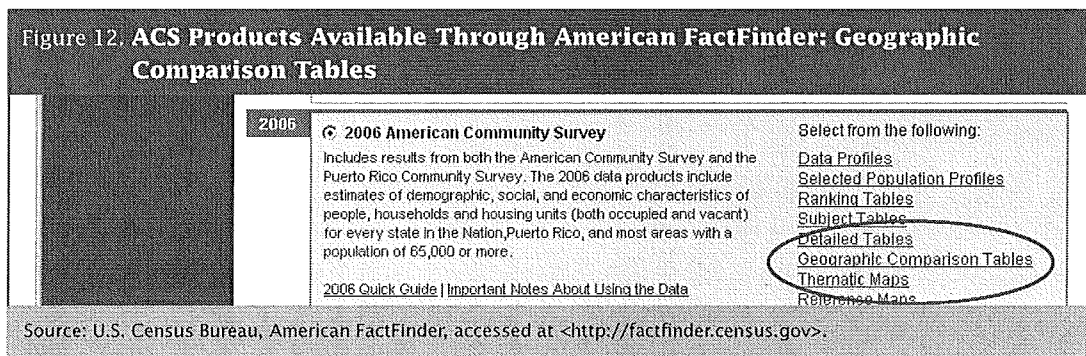 Figure 12. ACS Products Available Through American FactFinder: Geographic
Comparison Tables
2006
2006 American Community Survey
Includes results from both the American Community Survey and the
Puerto Rico Community Survey. The 2006 data products include
estimates of demographic, social, and economic characteristics of
people, households and housing units (both occupied and vacant)
for every state in the Nation,Puerto Rico, and most areas with a
population of 65,000 or more.
2006 Quick Guide | Important Notes About Using the Data
Select from the following:
Data Profiles
Selected Population Profiles
Ranking Tables
Subject Tables
Detailed Tables
Geographic Comparison Tables
Thematic Maps
Reference Maps
Source: U.S. Census Bureau, American FactFinder, accessed at <http://factfinder.census.gov>.